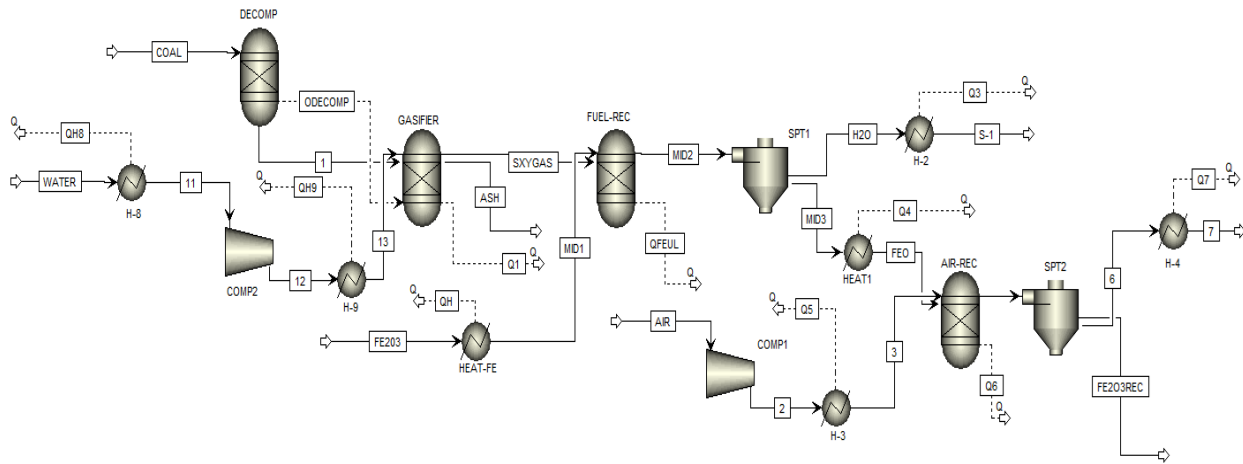 DECOMP
COAL
ODECOMP
GASIFIER
FUEL-REC
Q
QH8
1
SXYGAS
MID2
SPT1
H2O
Q3
Q
H-2
S-1
WATER
H-8
11
Q
QH9
ASH
MID3
Q4
Q
Q7
Q
COMP2
12
H-9
13
Q1
Q
MID1
QFEUL
Q
HEAT1
FEO
AIR-REC
SPT2
6
H-4
7
Q
QH
FE203
HEAT-FE
AIR
COMP1
Q
Q5
2
H-3
3
Q6
Q
FE2O3REC